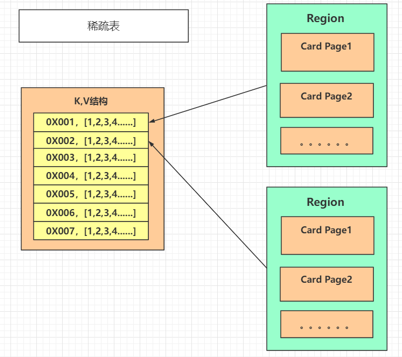 稀疏表
K,V结构
0X001，[1,2,3,4......]
0X002，[1,2,3,4......]
0X003，[1,2,3,4......]
0X004，[1,2,3,4......]
0X005，[1,2,3,4......]
0X006，[1,2,3,4......]
0X007，[1,2,3,4......]
Region
Card Page1
Card Page2
。。。。。。
Region
Card Page1
Card Page2
。。。。。。